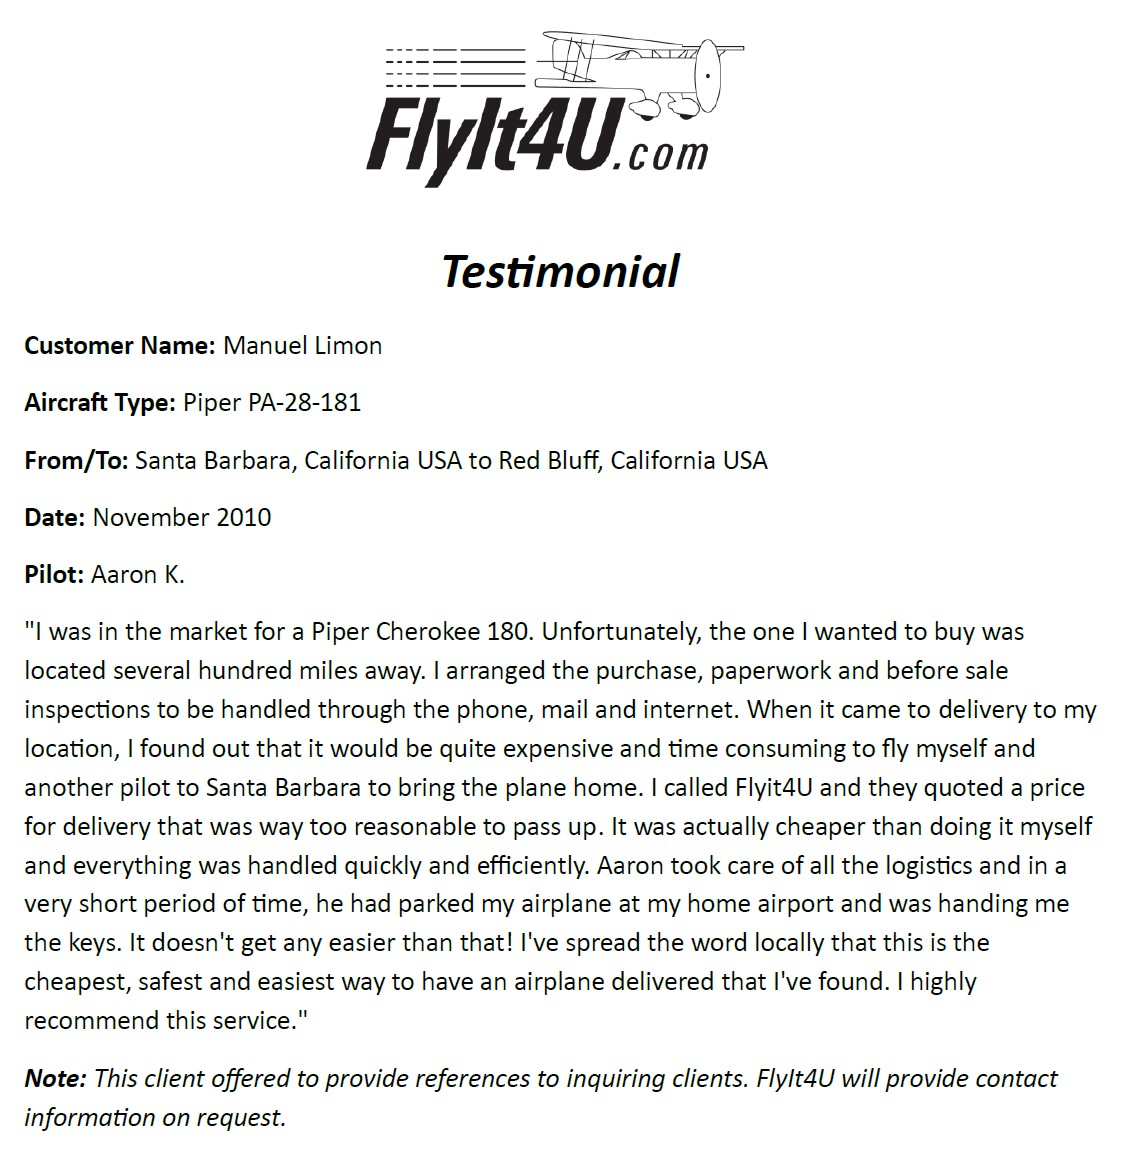 FlyIt4U.com
Testimonial
Customer Name: Manuel Limon
Aircraft Type: Piper PA-28-181
From/To: Santa Barbara, California USA to Red Bluff, California USA
Date: November 2010
Pilot: Aaron K.
"I was in the market for a Piper Cherokee 180. Unfortunately, the one I wanted to buy was
located several hundred miles away. I arranged the purchase, paperwork and before sale
inspections to be handled through the phone, mail and internet. When it came to delivery to my
location, I found out that it would be quite expensive and time consuming to fly myself and
another pilot to Santa Barbara to bring the plane home. I called Flyit4U and they quoted a price
for delivery that was way too reasonable to pass up. It was actually cheaper than doing it myself
and everything was handled quickly and efficiently. Aaron took care of all the logistics and in a
very short period of time, he had parked my airplane at my home airport and was handing me
the keys. It doesn't get any easier than that! I've spread the word locally that this is the
cheapest, safest and easiest way to have an airplane delivered that I've found. I highly
recommend this service."
Note: This client offered to provide references to inquiring clients. FlyIt4U will provide contact
information on request.